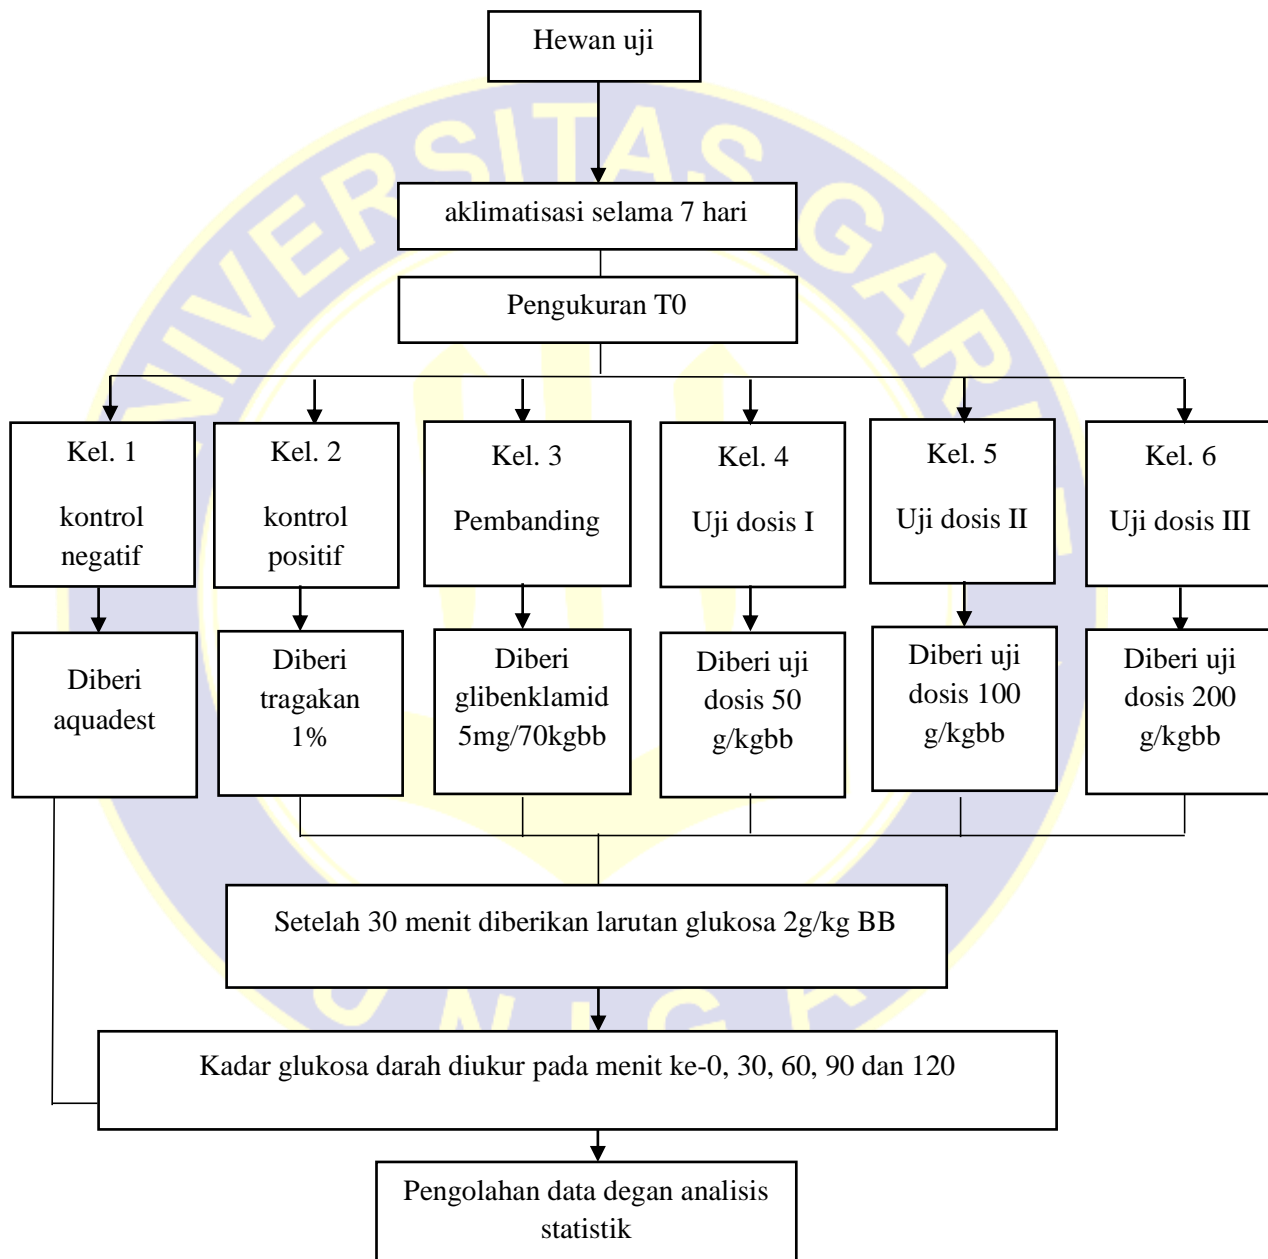 Hewan uji
aklimatisasi selama 7 hari
Pengukuran T0
Kel. 1
kontrol
negatif
Kel. 2
kontrol
positif
Kel. 3
Pembanding
Kel. 4
Uji dosis I
Kel. 5
Uji dosis II
Kel. 6
Uji dosis III
Diberi
aquadest
Diberi
tragakan
1%
Diberi
glibenklamid
5mg/70kgbb
Diberi uji
dosis 50
g/kgbb
Diberi uji
dosis 100
g/kgbb
Diberi uji
dosis 200
g/kgbb
Setelah 30 menit diberikan larutan glukosa 2g/kg BB
Kadar glukosa darah diukur pada menit ke-0, 30, 60, 90 dan 120
Pengolahan data degan analisis
statistik